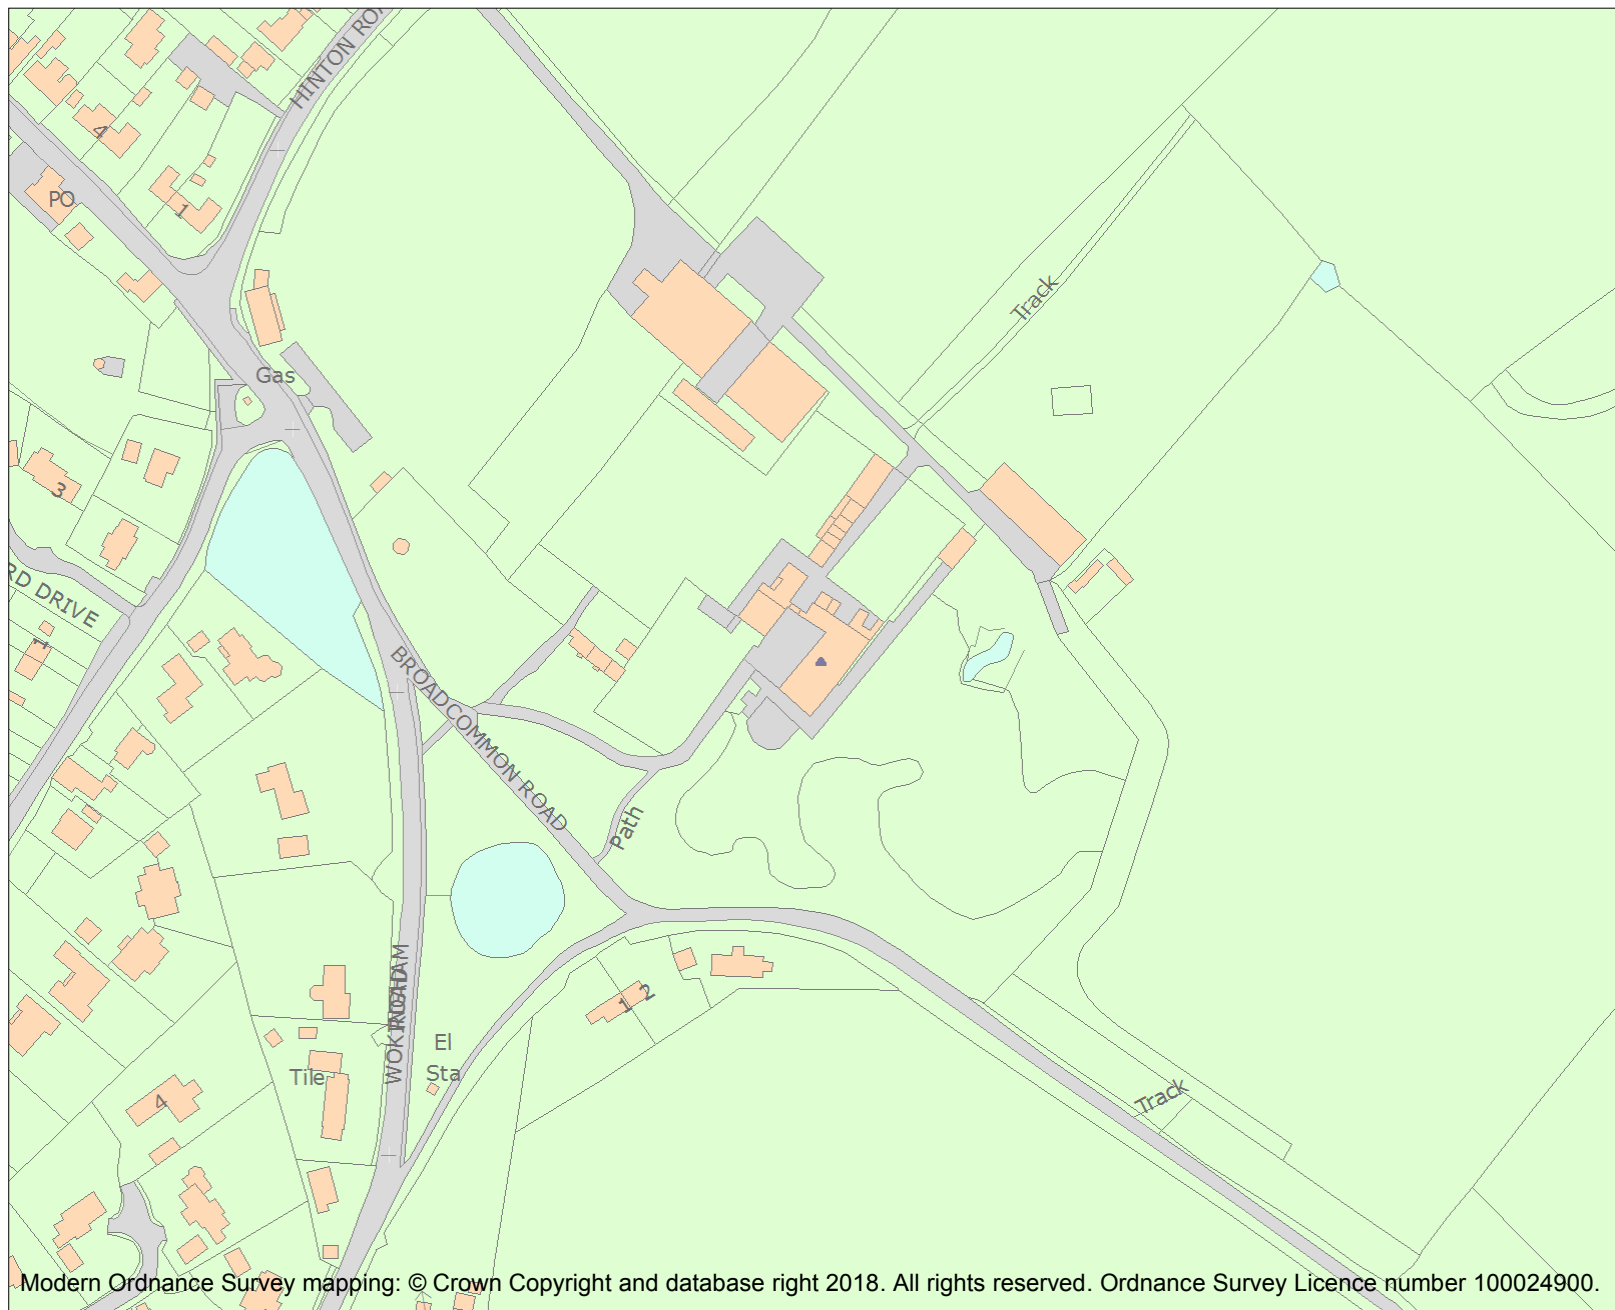 HINTON ROA
4
PO
1
Track
Gas
3
RD DRIVE
1
BROADCOMMON ROAD
Path
WOKINGHAM
ROAD
1 2
El
Sta
Tile
4
Track
Modern Ordnance Survey mapping: © Crown Copyright and database right 2018. All rights reserved. Ordnance Survey Licence number 100024900.